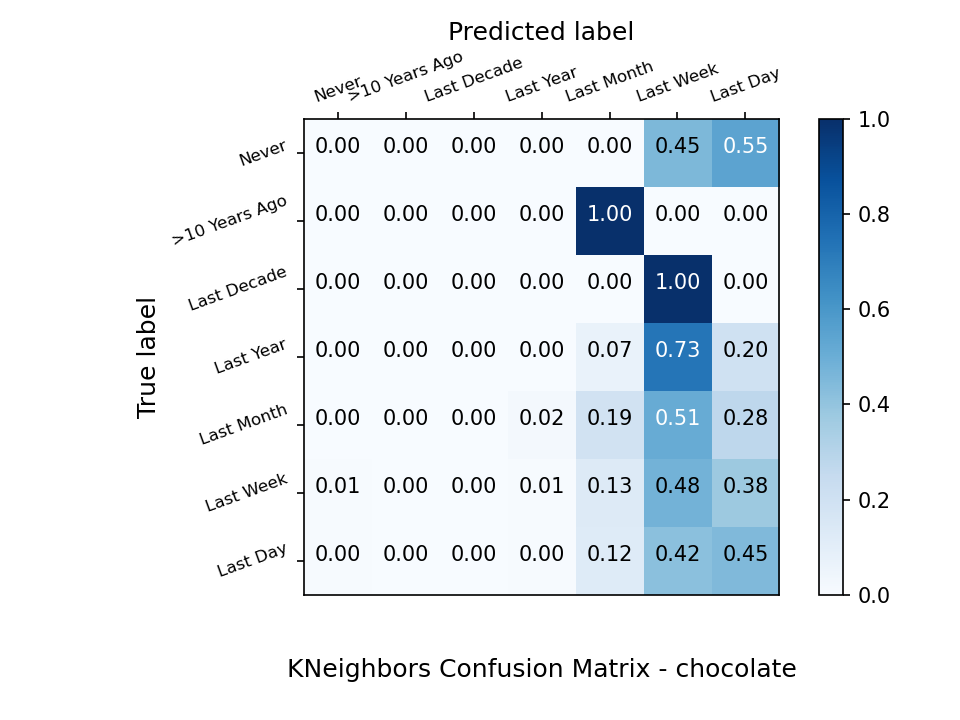 Predicted label
Never >10 Years Ago Last Decade Last Year Last Month Last Week Last Day
True label
Never 0.00 0.00 0.00 0.00 0.00 0.45 0.55
>10 Years Ago 0.00 0.00 0.00 0.00 1.00 0.00 0.00
Last Decade 0.00 0.00 0.00 0.00 0.00 1.00 0.00
Last Year 0.00 0.00 0.00 0.00 0.07 0.73 0.20
Last Month 0.00 0.00 0.00 0.02 0.19 0.51 0.28
Last Week 0.01 0.00 0.00 0.01 0.13 0.48 0.38
Last Day 0.00 0.00 0.00 0.00 0.12 0.42 0.45
1.0
0.8
0.6
0.4
0.2
0.0
KNeighbors Confusion Matrix - chocolate